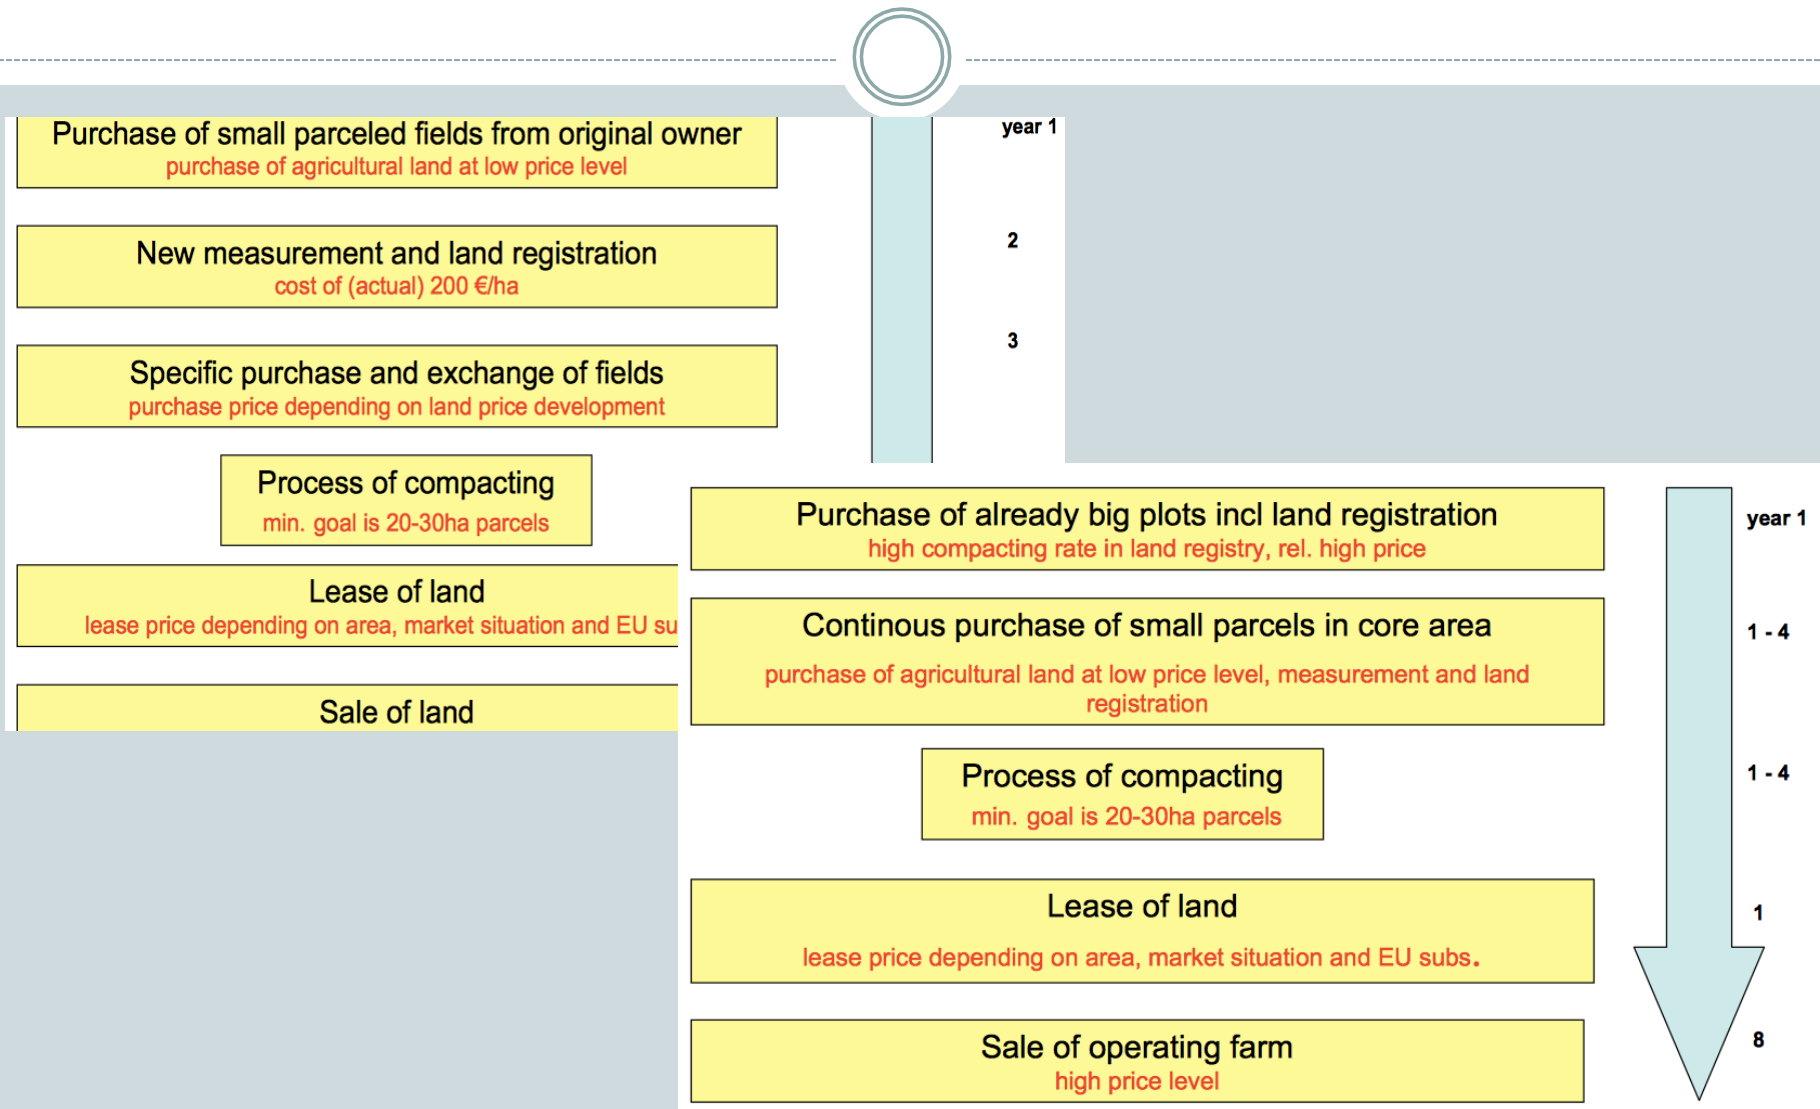 Purchase of small parceled fields from original owner
purchase of agricultural land at low price level
year 1
New measurement and land registration
cost of (actual) 200 €/ha
2
Specific purchase and exchange of fields
purchase price depending on land price development
3
Process of compacting
min. goal is 20-30ha parcels
Lease of land
lease price depending on area, market situation and EU su
Sale of land
Purchase of already big plots incl land registration
high compacting rate in land registry, rel. high price
year 1
Continous purchase of small parcels in core area
purchase of agricultural land at low price level, measurement and land
registration
1 - 4
Process of compacting
min. goal is 20-30ha parcels
1 - 4
Lease of land
lease price depending on area, market situation and EU subs.
1
Sale of operating farm
high price level
8